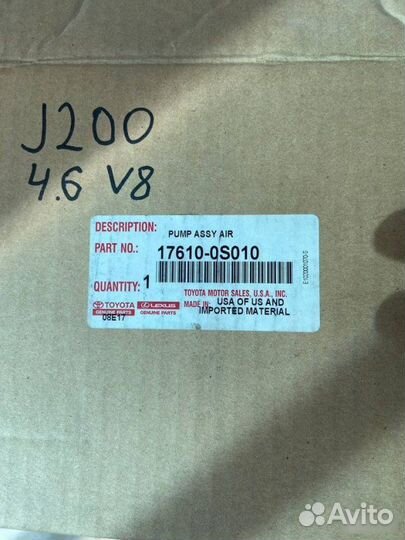 J200
4.6 V8
DESCRIPTION:
PUMP ASSY AIR
PART NO.: 17610-0S010
QUANTITY: 1
TOYOTA MOTOR SALES, U.S.A., INC.
TOYOTA LEXUS MADE IN: USA OF US AND
GENUINE PARTS GENUINE PARTS IMPORTED MATERIAL
08E17
Avito